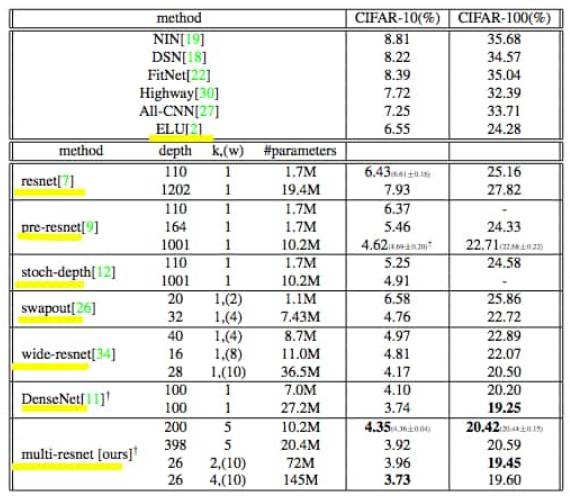 method CIFAR-10(%) CIFAR-100(%)
NIN[19] 8.81 35.68
DSN[18] 8.22 34.57
FitNet[22] 8.39 35.04
Highway[30] 7.72 32.39
All-CNN[27] 7.25 33.71
ELU[2] 6.55 24.28
method depth k,(w) #parameters
resnet[7] 110 1 1.7M 6.43(6.61±0.16) 25.16
1202 1 19.4M 7.93 27.82
pre-resnet[9] 110 1 1.7M 6.37 -
164 1 1.7M 5.46 24.33
1001 1 10.2M 4.62(4.69±0.20)† 22.71(22.68±0.22)
stoch-depth[12] 110 1 1.7M 5.25 24.58
1001 1 10.2M 4.91 -
swapout[26] 20 1,(2) 1.1M 6.58 25.86
32 1,(4) 7.43M 4.76 22.72
wide-resnet[34] 40 1,(4) 8.7M 4.97 22.89
16 1,(8) 11.0M 4.81 22.07
28 1,(10) 36.5M 4.17 20.50
DenseNet[11]† 100 1 7.0M 4.10 20.20
100 1 27.2M 3.74 19.25
multi-resnet [ours]† 200 5 10.2M 4.35(4.36±0.04) 20.42(20.44±0.15)
398 5 20.4M 3.92 20.59
26 2,(10) 72M 3.96 19.45
26 4,(10) 145M 3.73 19.60